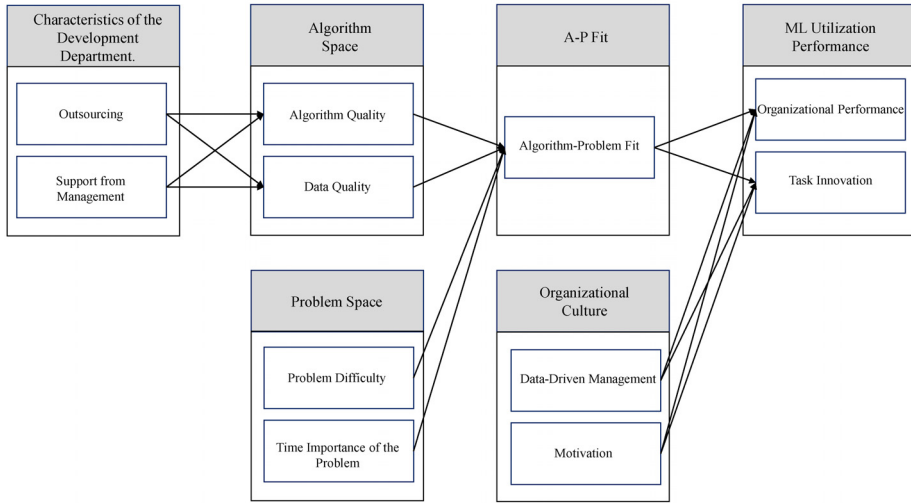 Characteristics of the
Development
Department.
Outsourcing
Support from
Management
Algorithm
Space
Algorithm Quality
Data Quality
A-P Fit
Algorithm-Problem Fit
ML Utilization
Performance
Organizational Performance
Task Innovation
Problem Space
Problem Difficulty
Time Importance of the
Problem
Organizational
Culture
Data-Driven Management
Motivation